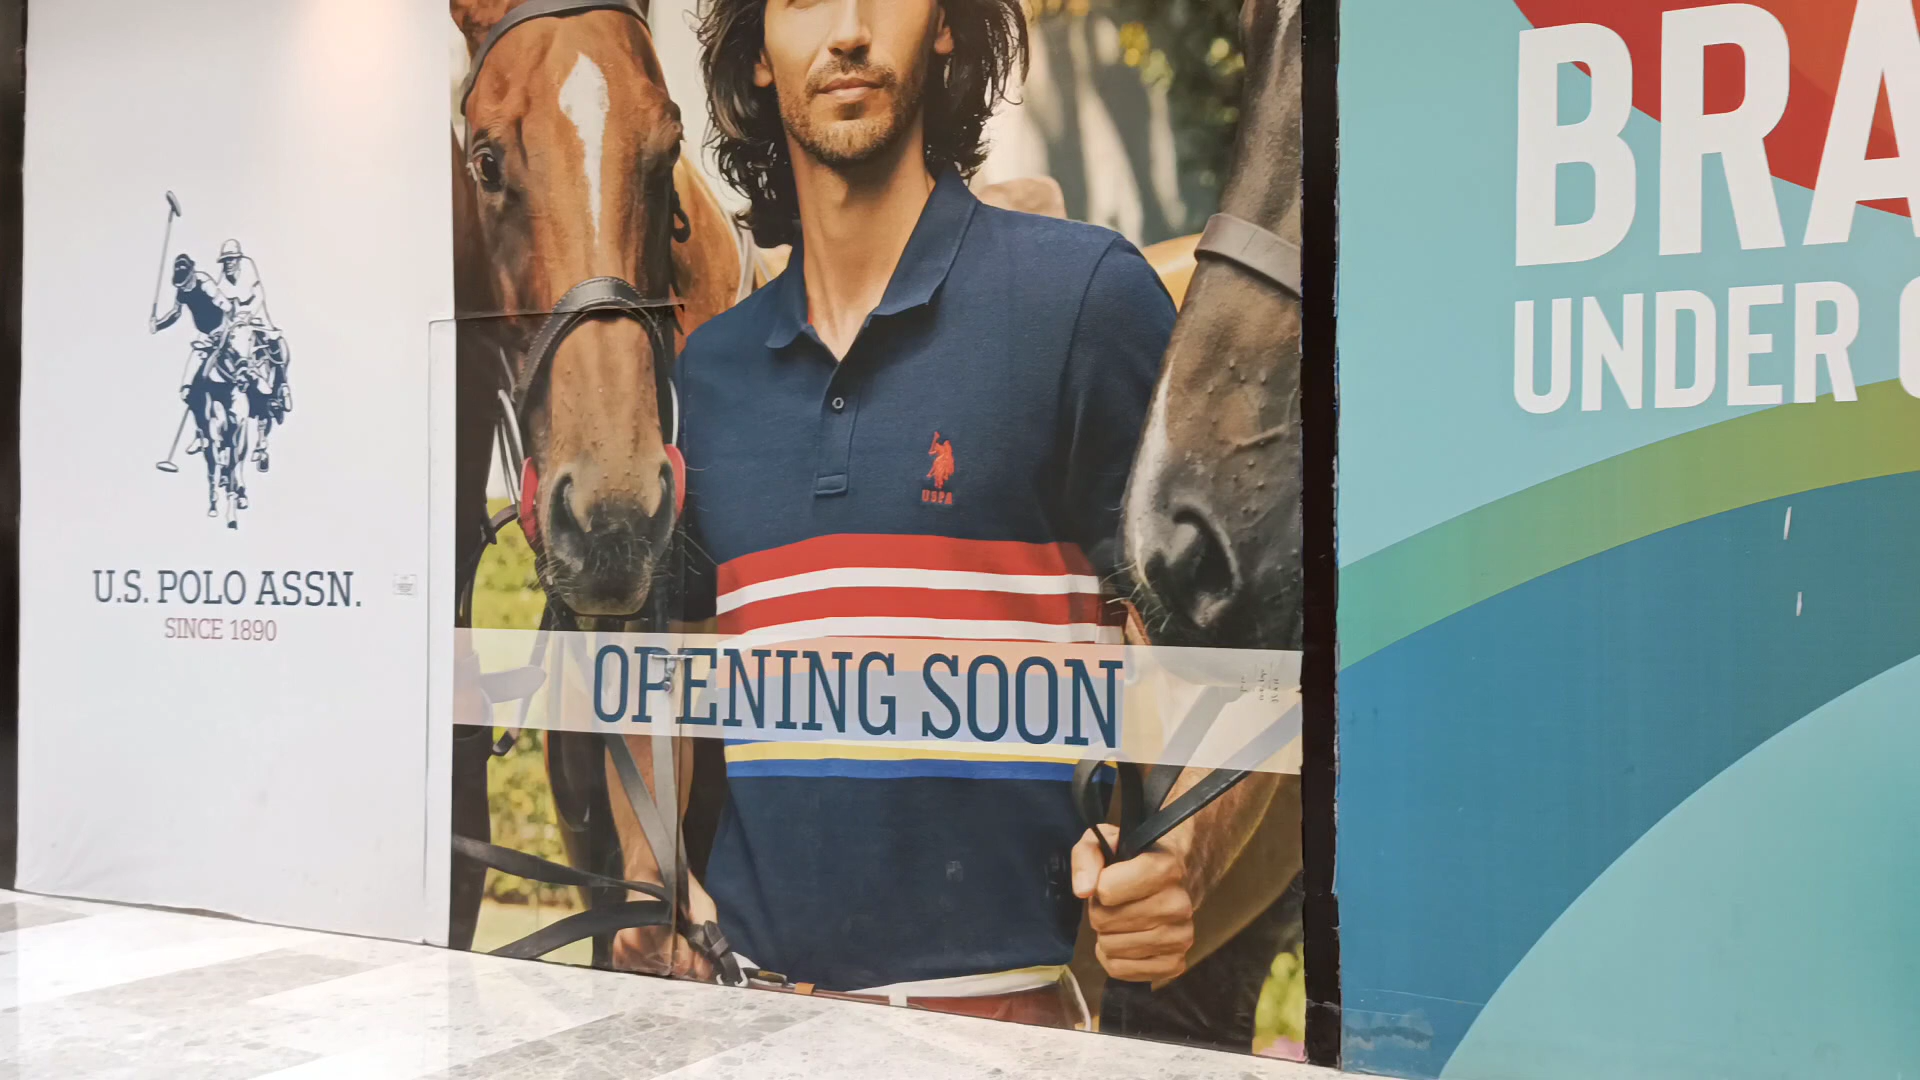 U.S. POLO ASSN.
SINCE 1890
USPA
OPENING SOON
BRA
UNDER